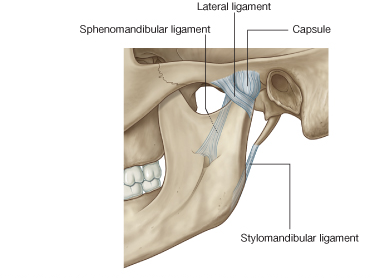 Lateral ligament
Sphenomandibular ligament
Capsule
Stylomandibular ligament